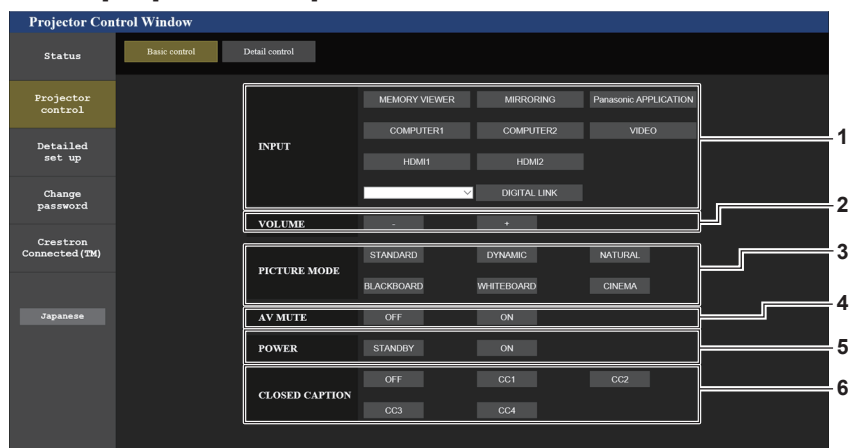 Projector Control Window
Status
Basic control
Detail control
Projector
control
Detailed
set up
Change
password
Crestron
Connected(TM)
Japanese
INPUT
MEMORY VIEWER
MIRRORING
Panasonic APPLICATION
COMPUTER1
COMPUTER2
VIDEO
HDMI1
HDMI2
DIGITAL LINK
1
VOLUME
-
+
2
PICTURE MODE
STANDARD
DYNAMIC
NATURAL
BLACKBOARD
WHITEBOARD
CINEMA
3
AV MUTE
OFF
ON
4
POWER
STANDBY
ON
5
CLOSED CAPTION
OFF
CC1
CC2
CC3
CC4
6